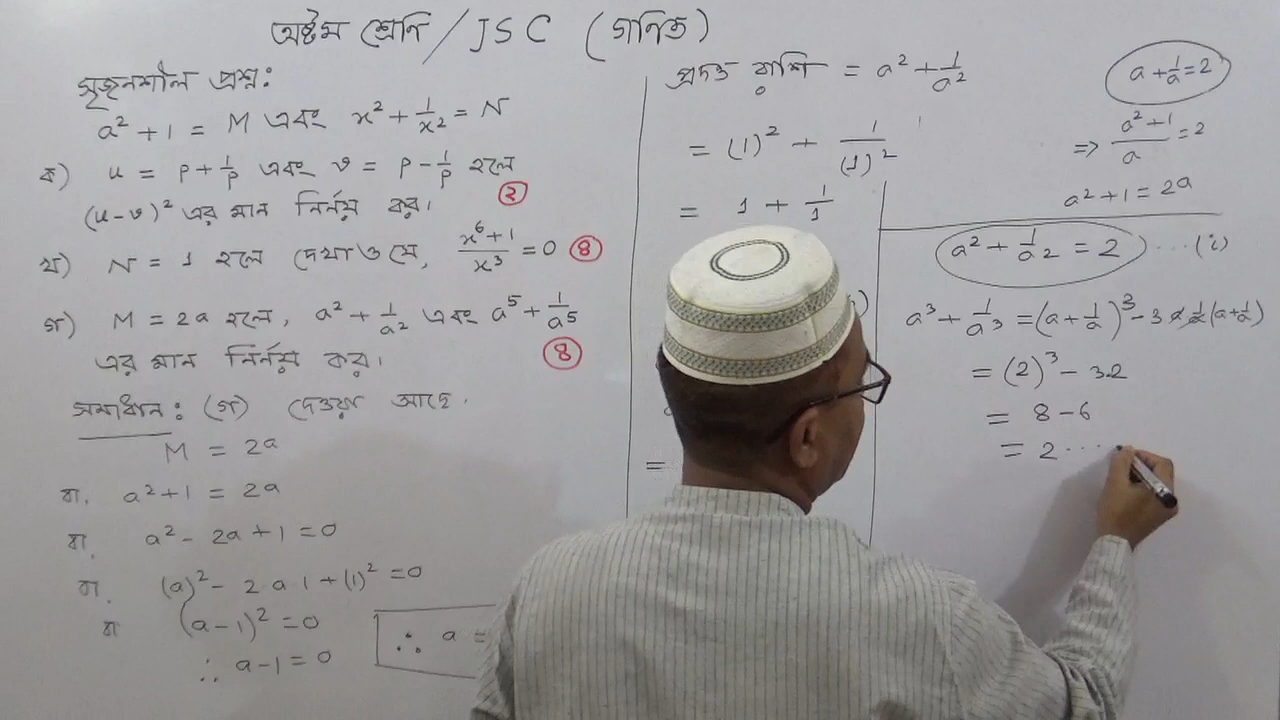 অষ্টম শ্রেণি / JSC (গণিত)
সৃজনশীল প্রশ্ন:
a² + 1 = M এবং x² + 1/x² = N
ক) u = p + 1/p এবং v = p - 1/p হলে
(u-v)² এর মান নির্ণয় কর। ২
খ) N = 1 হলে দেখাও যে, (x⁶+1)/x³ = 0 ৪
গ) M = 2a হলে, a² + 1/a² এবং a⁵ + 1/a⁵
এর মান নির্ণয় কর। ৪
সমাধান: (গ) দেওয়া আছে,
M = 2a
বা, a² + 1 = 2a
বা, a² - 2a + 1 = 0
বা, (a)² - 2 a 1 + (1)² = 0
বা (a-1)² = 0
∴ a - 1 = 0
∴ a =
প্রদত্ত রাশি = a² + 1/a²
= (1)² + 1/(1)²
= 1 + 1/1
=
a + 1/a = 2
=> (a²+1)/a = 2
a² + 1 = 2a
a² + 1/a² = 2 ....(i)
a³ + 1/a³ = (a + 1/a)³ - 3 a·1/a (a + 1/a)
= (2)³ - 3.2
= 8 - 6
= 2 ....